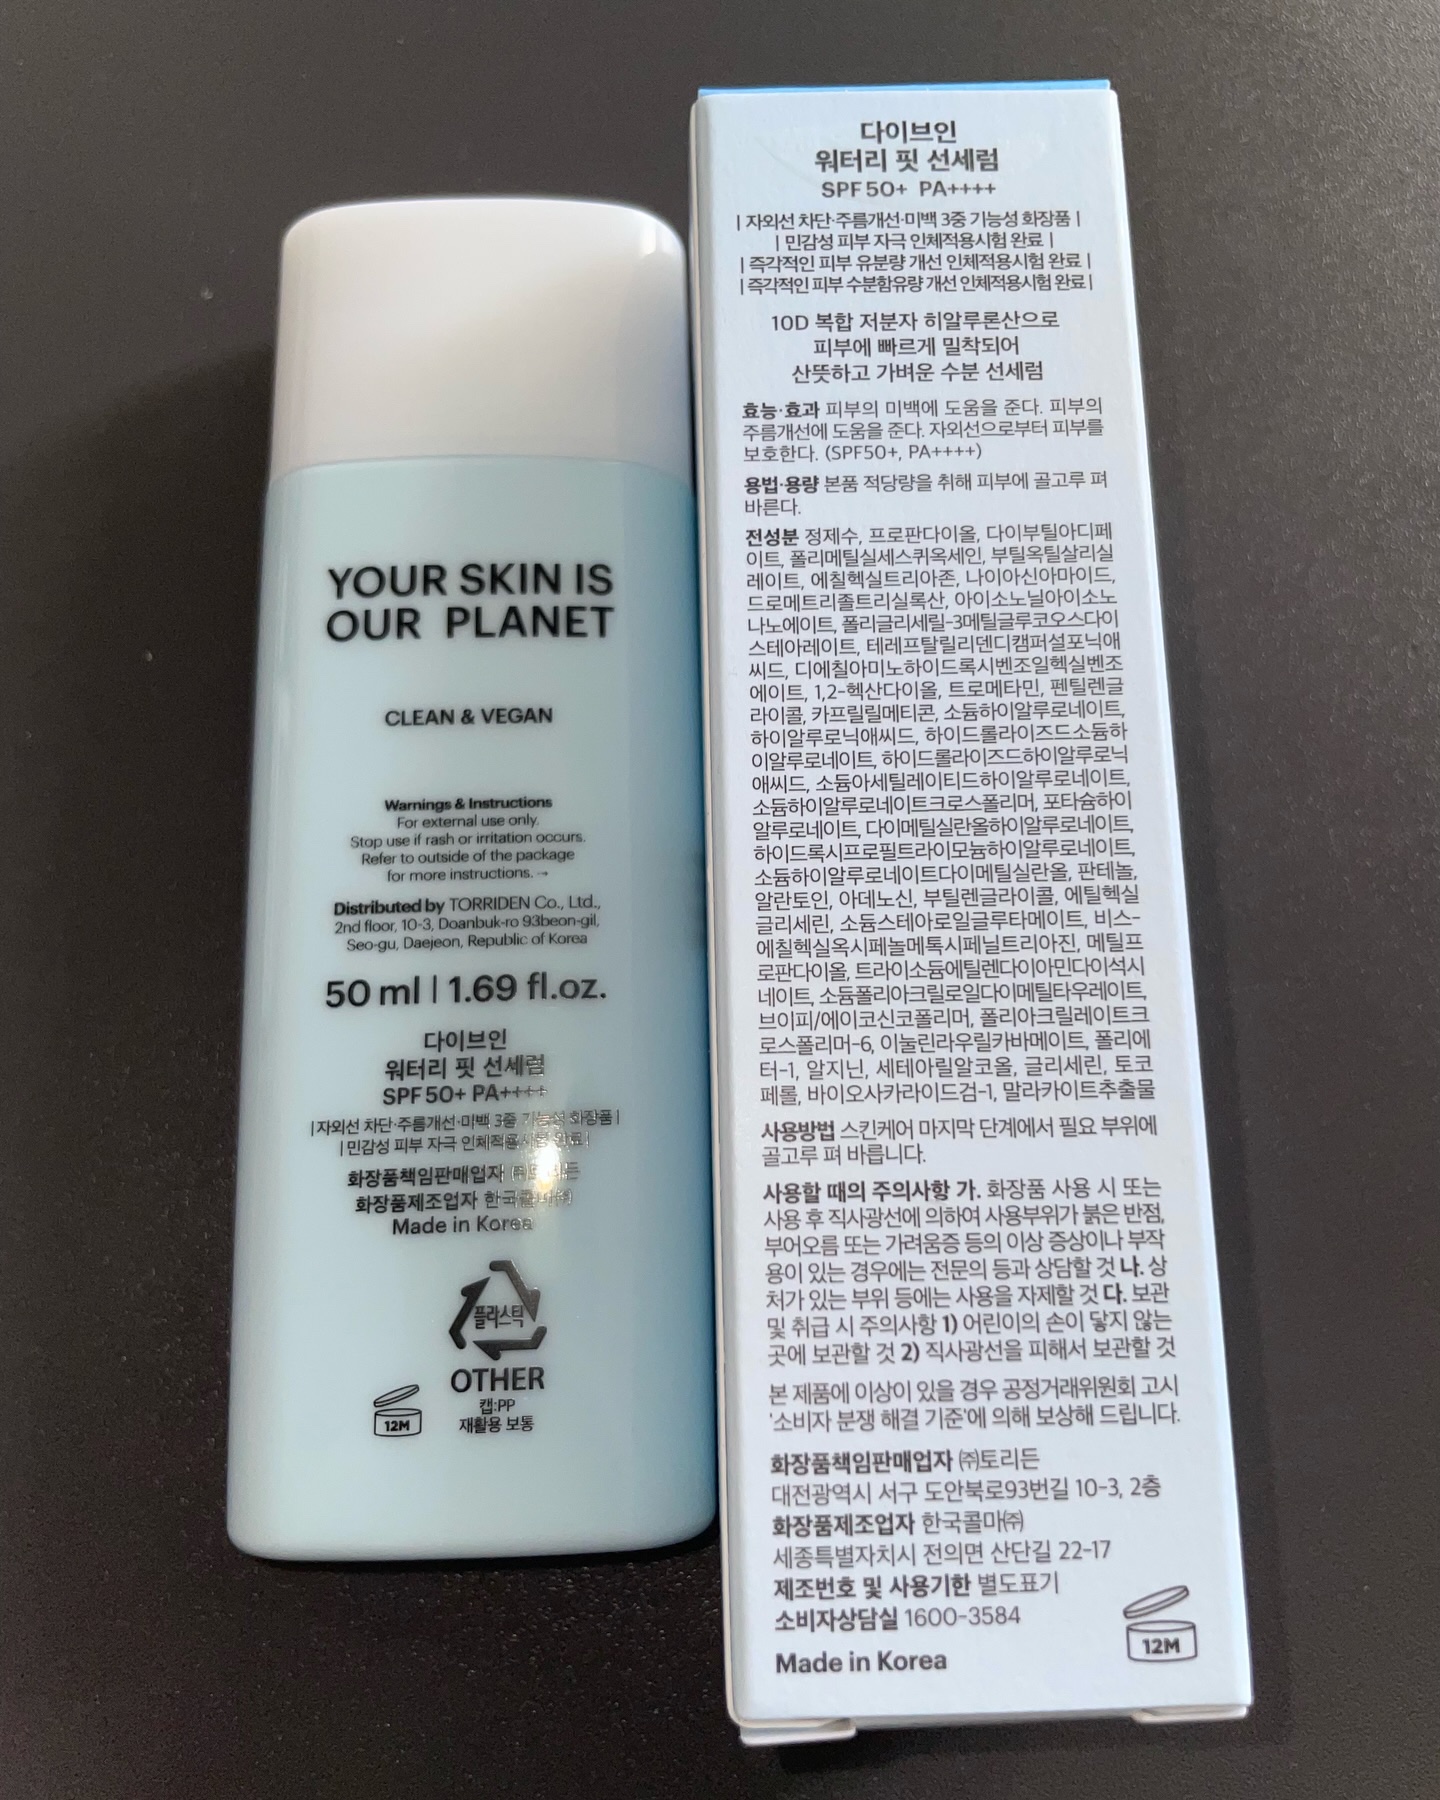 YOUR SKIN IS
OUR PLANET
CLEAN & VEGAN
Warnings & Instructions
For external use only.
Stop use if rash or irritation occurs.
Refer to outside of the package
for more instructions. →
Distributed by TORRIDEN Co., Ltd.,
2nd floor, 10-3, Doanbuk-ro 93beon-gil,
Seo-gu, Daejeon, Republic of Korea
50 ml | 1.69 fl.oz.
다이브인
워터리 핏 선세럼
SPF 50+ PA++++
| 자외선 차단·주름개선·미백 3중 기능성 화장품 |
| 민감성 피부 자극 인체적용시험 완료 |
화장품책임판매업자
화장품제조업자 한국콜마㈜
Made in Korea
플라스틱
OTHER
캡:PP
재활용 보통
12M
다이브인
워터리 핏 선세럼
SPF 50+ PA++++
| 자외선 차단·주름개선·미백 3중 기능성 화장품 |
| 민감성 피부 자극 인체적용시험 완료 |
| 즉각적인 피부 유분량 개선 인체적용시험 완료 |
| 즉각적인 피부 수분함유량 개선 인체적용시험 완료 |
10D 복합 저분자 히알루론산으로
피부에 빠르게 밀착되어
산뜻하고 가벼운 수분 선세럼
효능·효과 피부의 미백에 도움을 준다. 피부의
주름개선에 도움을 준다. 자외선으로부터 피부를
보호한다. (SPF50+, PA++++)
용법·용량 본품 적당량을 취해 피부에 골고루 펴
바른다.
전성분 정제수, 프로판다이올, 다이부틸아디페
이트, 폴리메틸실세스퀴옥세인, 부틸옥틸살리실
레이트, 에칠헥실트리아존, 나이아신아마이드,
드로메트리졸트리실록산, 아이소노닐아이소노
나노에이트, 폴리글리세릴-3메틸글루코오스다이
스테아레이트, 테레프탈릴리덴디캠퍼설포닉애
씨드, 디에칠아미노하이드록시벤조일헥실벤조
에이트, 1,2-헥산다이올, 트로메타민, 펜틸렌글
라이콜, 카프릴릴메티콘, 소듐하이알루로네이트,
하이알루로닉애씨드, 하이드롤라이즈드소듐하
이알루로네이트, 하이드롤라이즈드하이알루로닉
애씨드, 소듐아세틸레이티드하이알루로네이트,
소듐하이알루로네이트크로스폴리머, 포타슘하이
알루로네이트, 다이메틸실란올하이알루로네이트,
하이드록시프로필트라이모늄하이알루로네이트,
소듐하이알루로네이트다이메틸실란올, 판테놀,
알란토인, 아데노신, 부틸렌글라이콜, 에틸헥실
글리세린, 소듐스테아로일글루타메이트, 비스-
에칠헥실옥시페놀메톡시페닐트리아진, 메틸프
로판다이올, 트라이소듐에틸렌다이아민다이석시
네이트, 소듐폴리아크릴로일다이메틸타우레이트,
브이피/에이코신코폴리머, 폴리아크릴레이트크
로스폴리머-6, 이눌린라우릴카바메이트, 폴리에
터-1, 알지닌, 세테아릴알코올, 글리세린, 토코
페롤, 바이오사카라이드검-1, 말라카이트추출물
사용방법 스킨케어 마지막 단계에서 필요 부위에
골고루 펴 바릅니다.
사용할 때의 주의사항 가. 화장품 사용 시 또는
사용 후 직사광선에 의하여 사용부위가 붉은 반점,
부어오름 또는 가려움증 등의 이상 증상이나 부작
용이 있는 경우에는 전문의 등과 상담할 것 나. 상
처가 있는 부위 등에는 사용을 자제할 것 다. 보관
및 취급 시 주의사항 1) 어린이의 손이 닿지 않는
곳에 보관할 것 2) 직사광선을 피해서 보관할 것
본 제품에 이상이 있을 경우 공정거래위원회 고시
'소비자 분쟁 해결 기준'에 의해 보상해 드립니다.
화장품책임판매업자 ㈜토리든
대전광역시 서구 도안북로93번길 10-3, 2층
화장품제조업자 한국콜마㈜
세종특별자치시 전의면 산단길 22-17
제조번호 및 사용기한 별도표기
소비자상담실 1600-3584
Made in Korea
12M